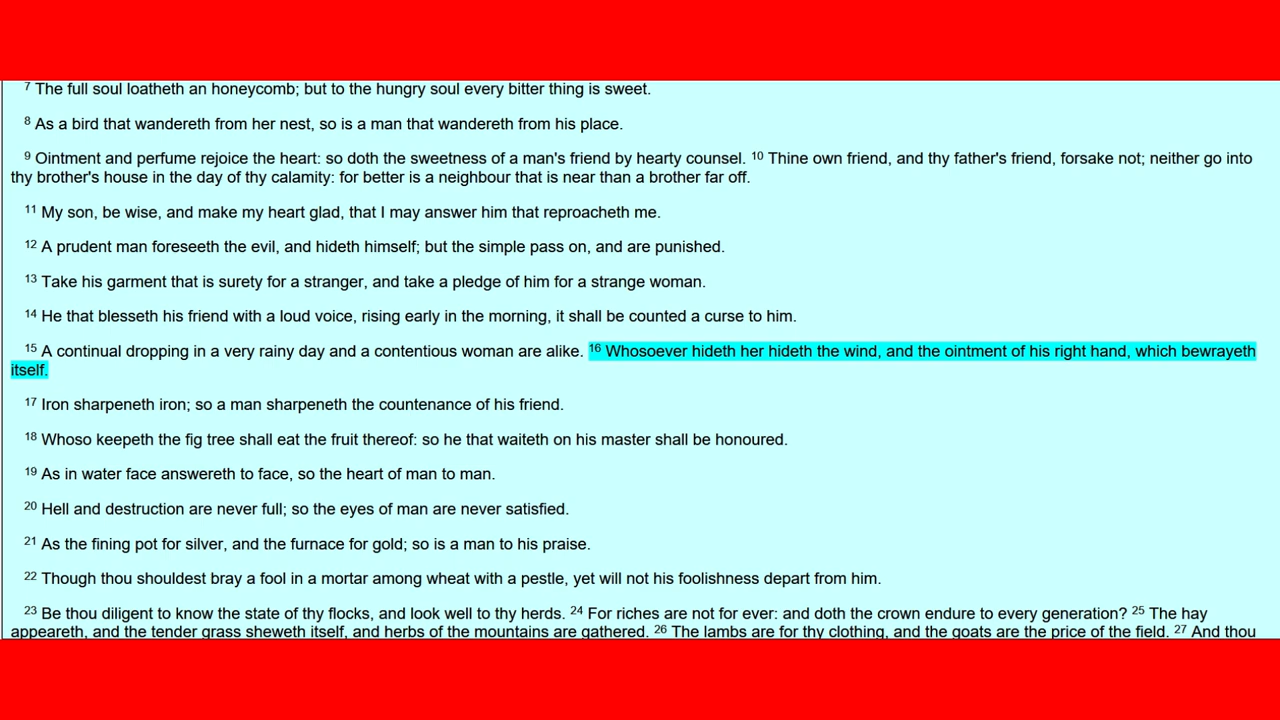 7 The full soul loatheth an honeycomb; but to the hungry soul every bitter thing is sweet.
8 As a bird that wandereth from her nest, so is a man that wandereth from his place.
9 Ointment and perfume rejoice the heart: so doth the sweetness of a man's friend by hearty counsel. 10 Thine own friend, and thy father's friend, forsake not; neither go into
thy brother's house in the day of thy calamity: for better is a neighbour that is near than a brother far off.
11 My son, be wise, and make my heart glad, that I may answer him that reproacheth me.
12 A prudent man foreseeth the evil, and hideth himself; but the simple pass on, and are punished.
13 Take his garment that is surety for a stranger, and take a pledge of him for a strange woman.
14 He that blesseth his friend with a loud voice, rising early in the morning, it shall be counted a curse to him.
15 A continual dropping in a very rainy day and a contentious woman are alike. 16 Whosoever hideth her hideth the wind, and the ointment of his right hand, which bewrayeth
itself.
17 Iron sharpeneth iron; so a man sharpeneth the countenance of his friend.
18 Whoso keepeth the fig tree shall eat the fruit thereof: so he that waiteth on his master shall be honoured.
19 As in water face answereth to face, so the heart of man to man.
20 Hell and destruction are never full; so the eyes of man are never satisfied.
21 As the fining pot for silver, and the furnace for gold; so is a man to his praise.
22 Though thou shouldest bray a fool in a mortar among wheat with a pestle, yet will not his foolishness depart from him.
23 Be thou diligent to know the state of thy flocks, and look well to thy herds. 24 For riches are not for ever: and doth the crown endure to every generation? 25 The hay
appeareth, and the tender grass sheweth itself, and herbs of the mountains are gathered. 26 The lambs are for thy clothing, and the goats are the price of the field. 27 And thou